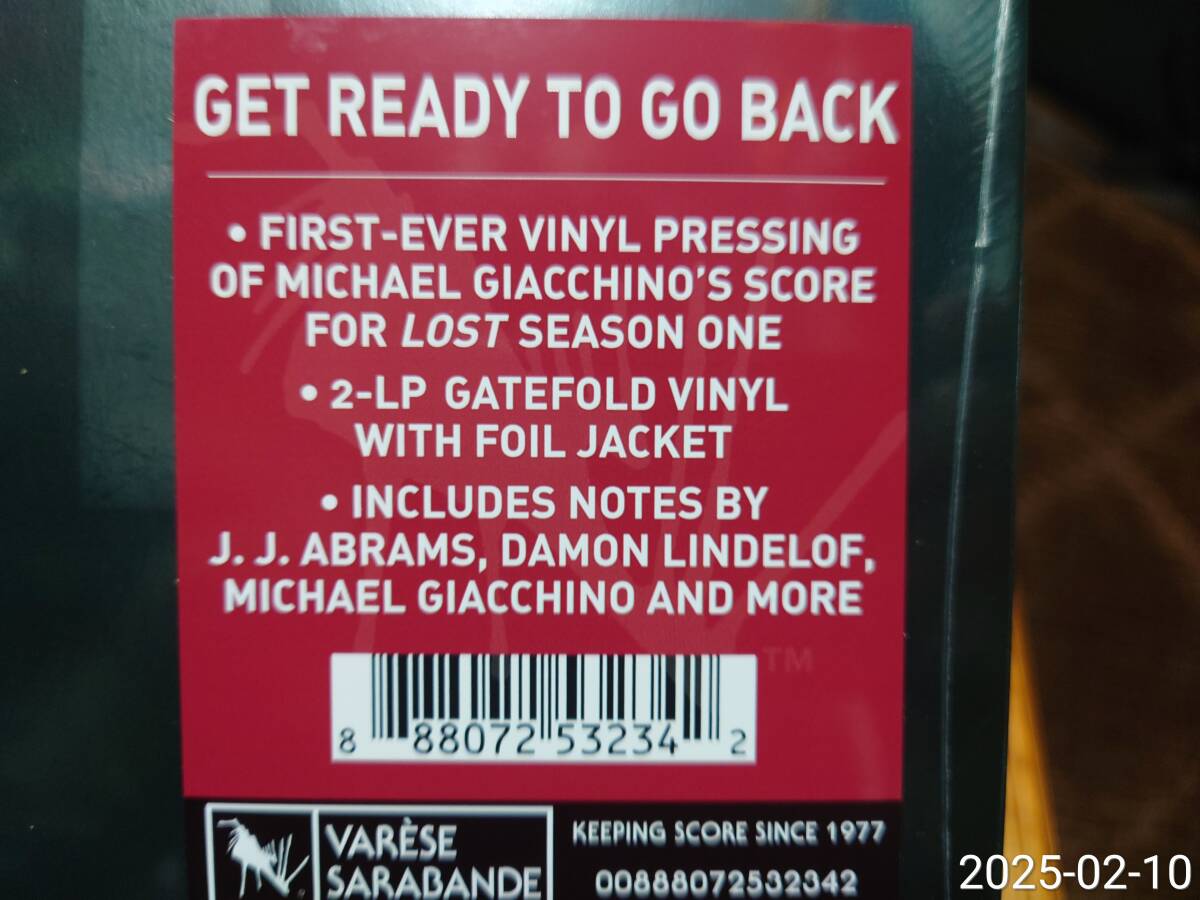 GET READY TO GO BACK
• FIRST-EVER VINYL PRESSING
OF MICHAEL GIACCHINO'S SCORE
FOR LOST SEASON ONE
• 2-LP GATEFOLD VINYL
WITH FOIL JACKET
• INCLUDES NOTES BY
J. J. ABRAMS, DAMON LINDELOF,
MICHAEL GIACCHINO AND MORE
TM
8 88072 53234 2
VARÈSE
SARABANDE
KEEPING SCORE SINCE 1977
00888072532342
2025-02-10